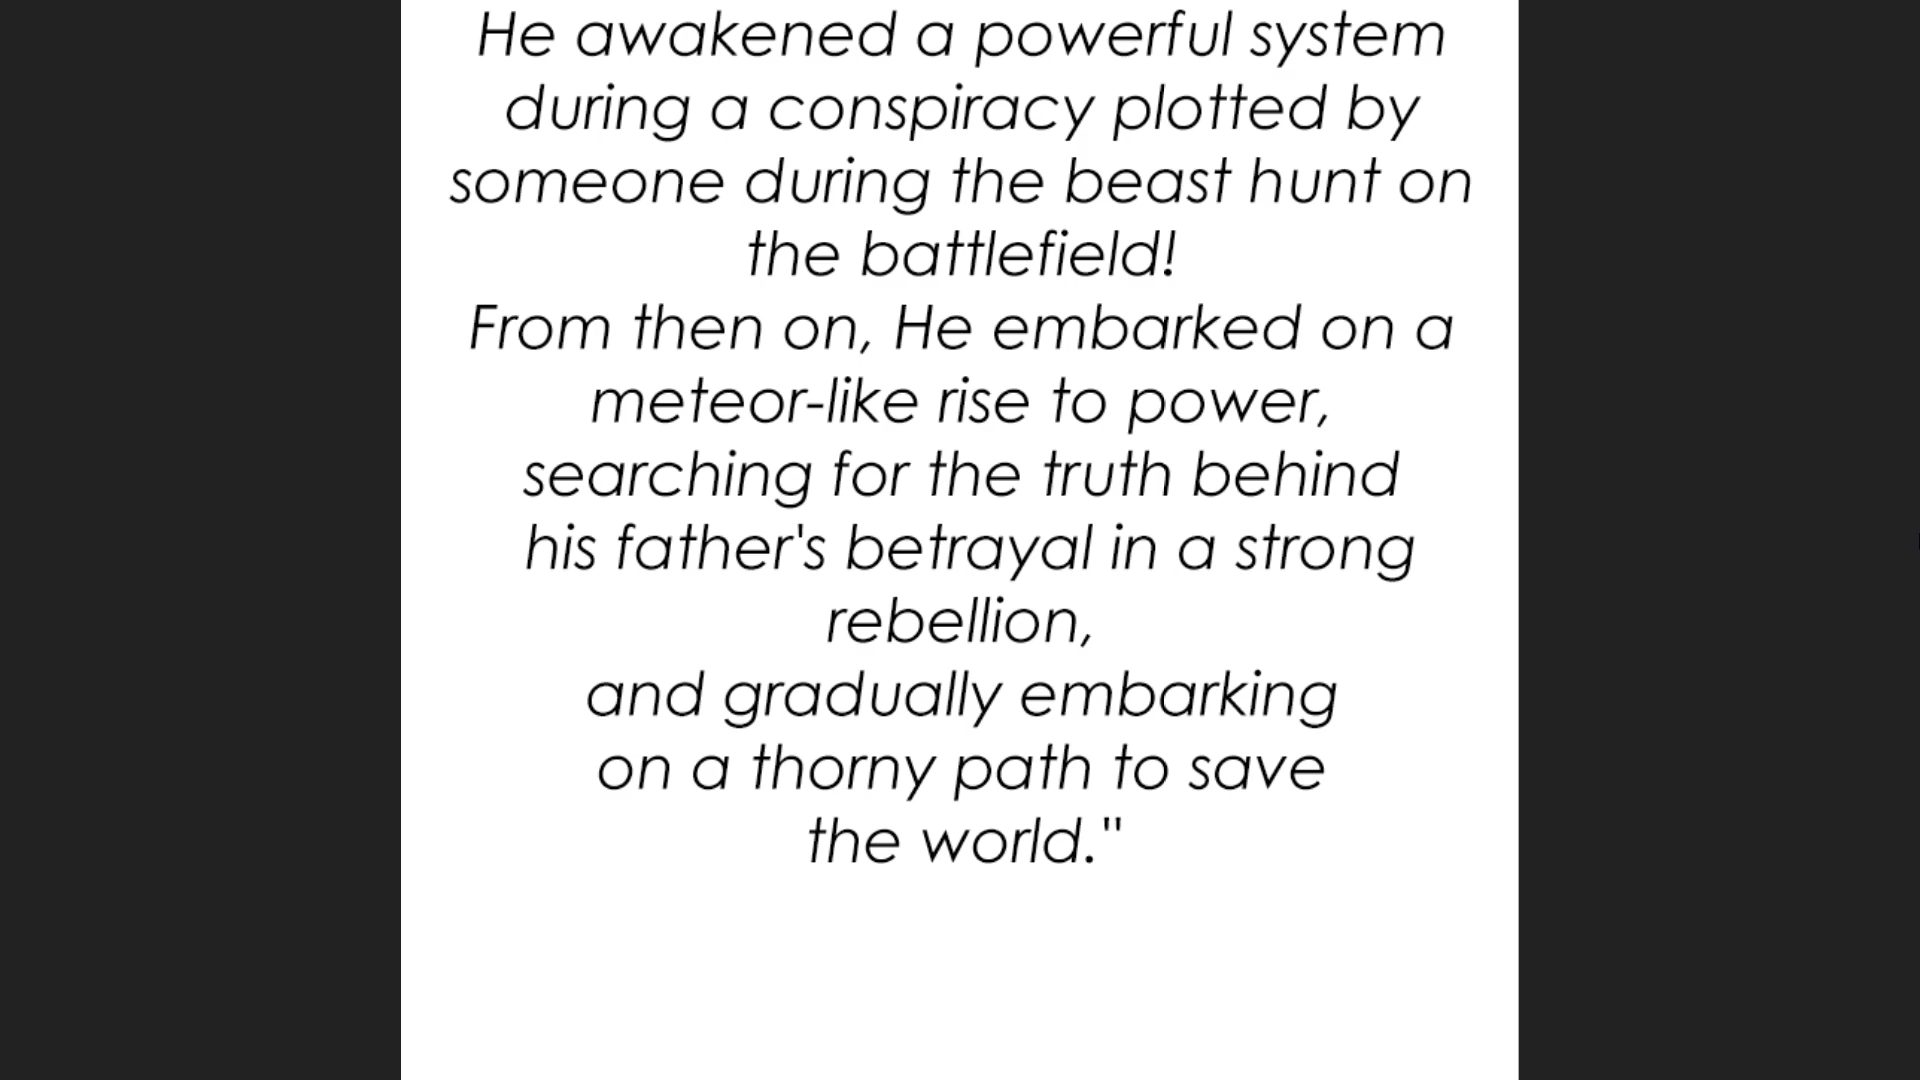 He awakened a powerful system
during a conspiracy plotted by
someone during the beast hunt on
the battlefield!
From then on, He embarked on a
meteor-like rise to power,
searching for the truth behind
his father's betrayal in a strong
rebellion,
and gradually embarking
on a thorny path to save
the world."